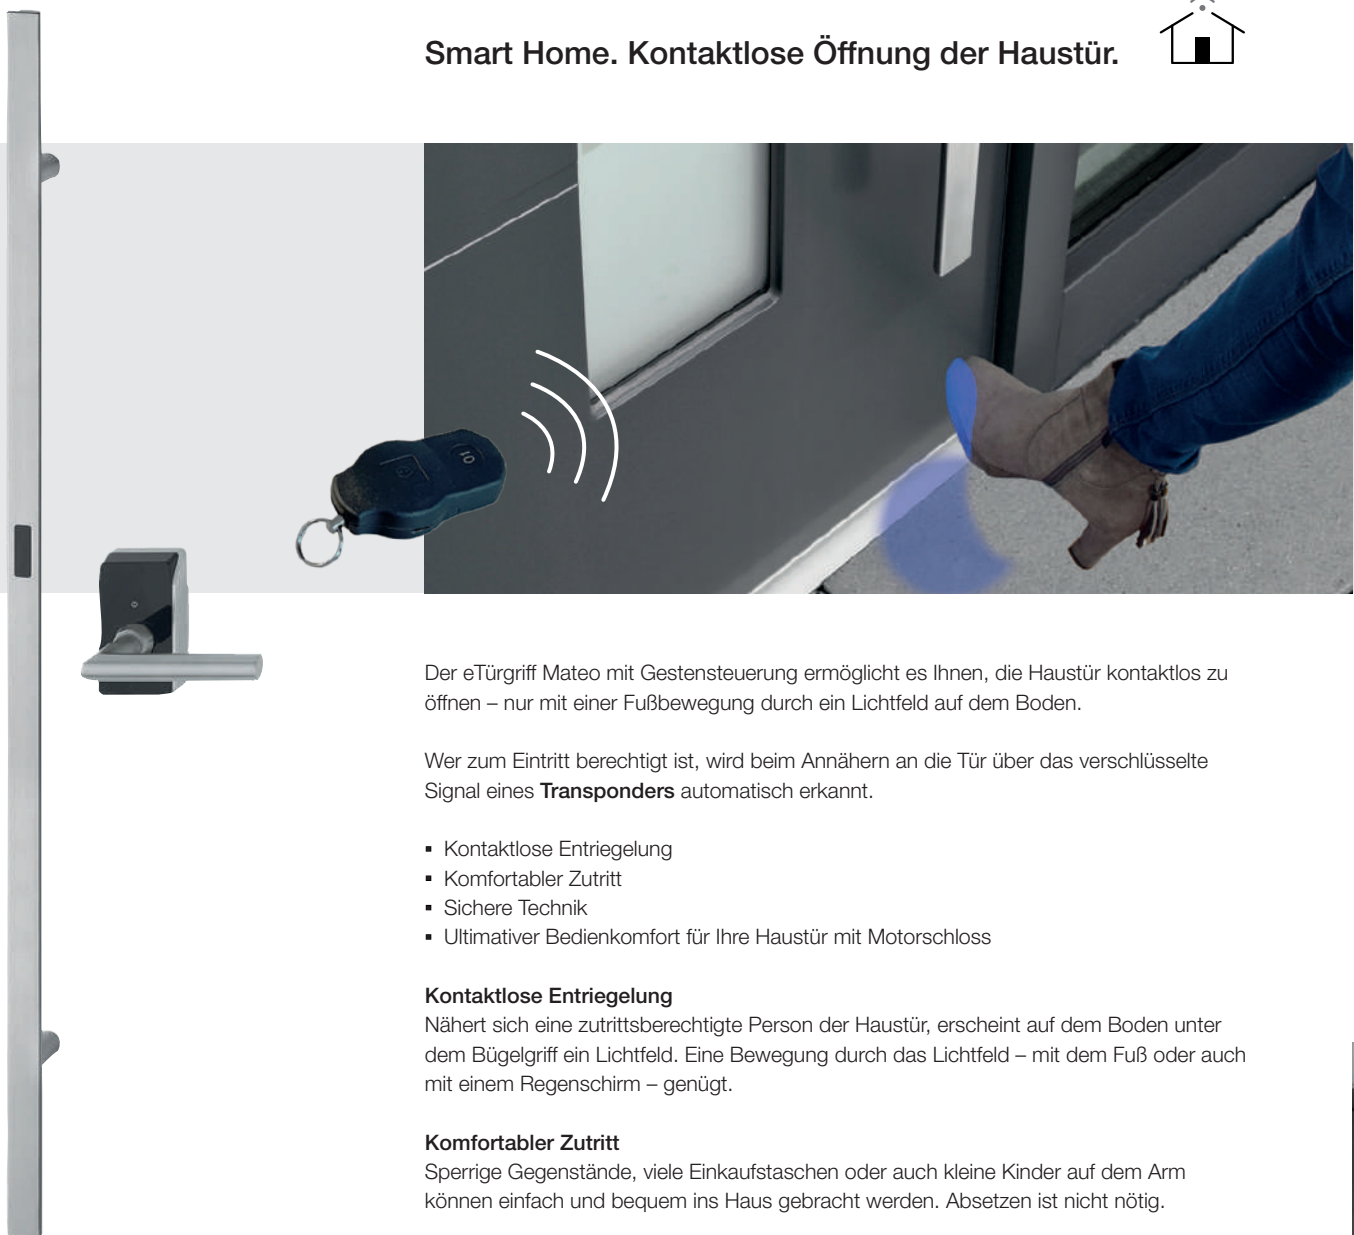 Smart Home. Kontaktlose Öffnung der Haustür.
01
Der eTürgriff Mateo mit Gestensteuerung ermöglicht es Ihnen, die Haustür kontaktlos zu
öffnen – nur mit einer Fußbewegung durch ein Lichtfeld auf dem Boden.
Wer zum Eintritt berechtigt ist, wird beim Annähern an die Tür über das verschlüsselte
Signal eines Transponders automatisch erkannt.
▪ Kontaktlose Entriegelung
▪ Komfortabler Zutritt
▪ Sichere Technik
▪ Ultimativer Bedienkomfort für Ihre Haustür mit Motorschloss
Kontaktlose Entriegelung
Nähert sich eine zutrittsberechtigte Person der Haustür, erscheint auf dem Boden unter
dem Bügelgriff ein Lichtfeld. Eine Bewegung durch das Lichtfeld – mit dem Fuß oder auch
mit einem Regenschirm – genügt.
Komfortabler Zutritt
Sperrige Gegenstände, viele Einkaufstaschen oder auch kleine Kinder auf dem Arm
können einfach und bequem ins Haus gebracht werden. Absetzen ist nicht nötig.